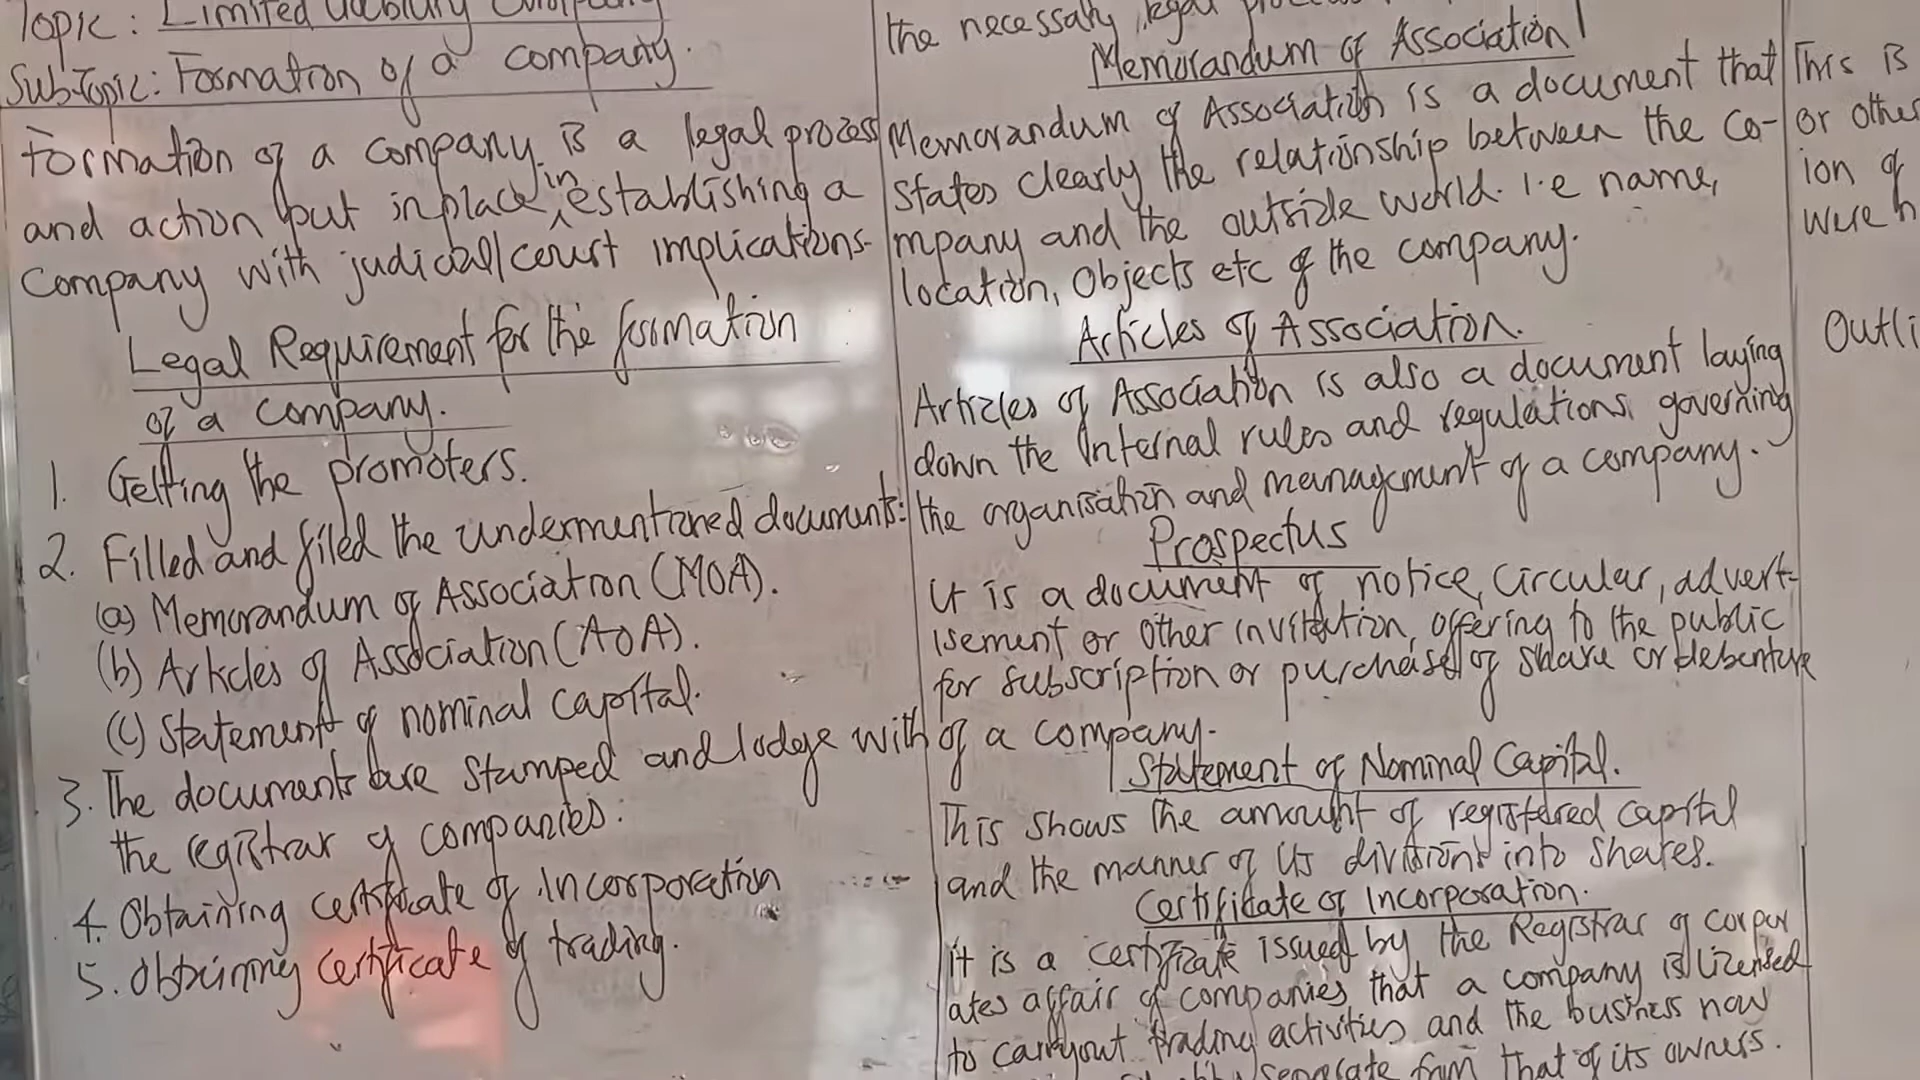 Topic: Limited Liability Company
SubTopic: Formation of a company.
Formation of a company is a legal process
and action put in place in establishing a
Company with judicial/court implications.
Legal Requirement for the formation
of a company.
1. Getting the promoters.
2. Filled and filed the undermentioned documents:
(a) Memorandum of Association (MOA).
(b) Articles of Association (AOA).
(c) Statement of nominal capital.
3. The documents are stamped and lodge with
the registrar of companies.
4. Obtaining certificate of incorporation
5. Obtaining certificate of trading.
the necessary legal
Memorandum of Association
Memorandum of Association is a document that
states clearly the relationship between the Co-
mpany and the outside world. i.e name,
location, Objects etc of the company.
Articles of Association.
Articles of Association is also a document laying
down the internal rules and regulations governing
the organisation and management of a company.
Prospectus
It is a document of notice, circular, advert-
isement or other invitation, offering to the public
for subscription or purchase of share or debenture
of a company.
Statement of Nominal Capital.
This shows the amount of registered capital
and the manner of its division into shares.
Certificate of Incorporation.
it is a certificate issued by the Registrar of corpor
ates affair of companies that a company is licensed
to carryout trading activities and the business now
separate from that of its owners.
This is
or other
ion of
were h
Outli